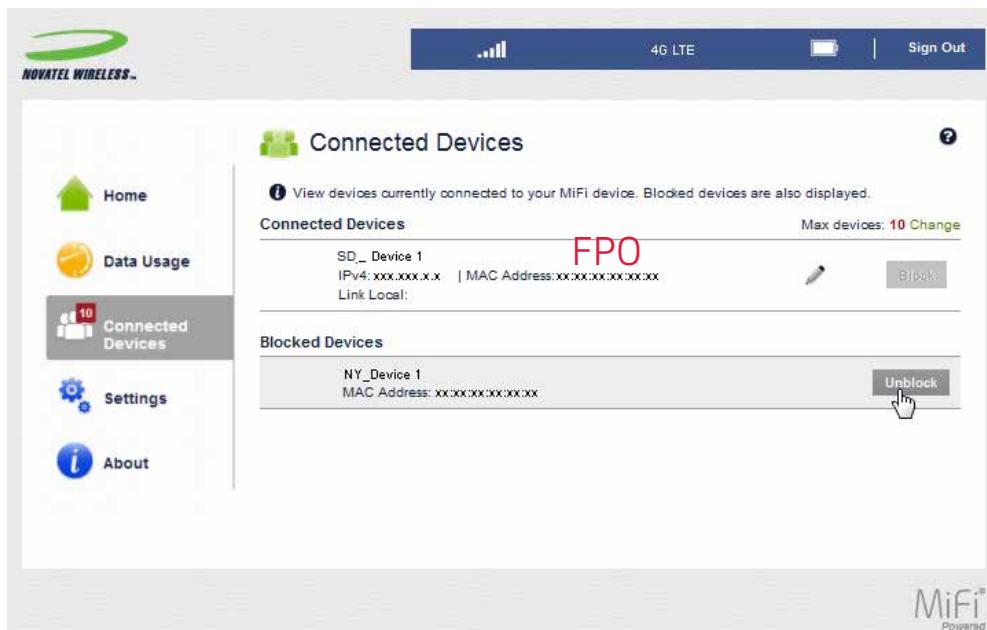 NOVATEL WIRELESS™
4G LTE
Sign Out
Connected Devices
View devices currently connected to your MiFi device. Blocked devices are also displayed.
Home
Data Usage
10
Connected
Devices
Settings
About
Connected Devices
Max devices: 10 Change
FPO
SD_ Device 1
IPv4: xxx.xxx.x.x | MAC Address:xx:xx:xx:xx:xx:xx
Link Local:
Block
Blocked Devices
NY_Device 1
MAC Address: xx:xx:xx:xx:xx:xx
Unblock
MiFi®
Powered